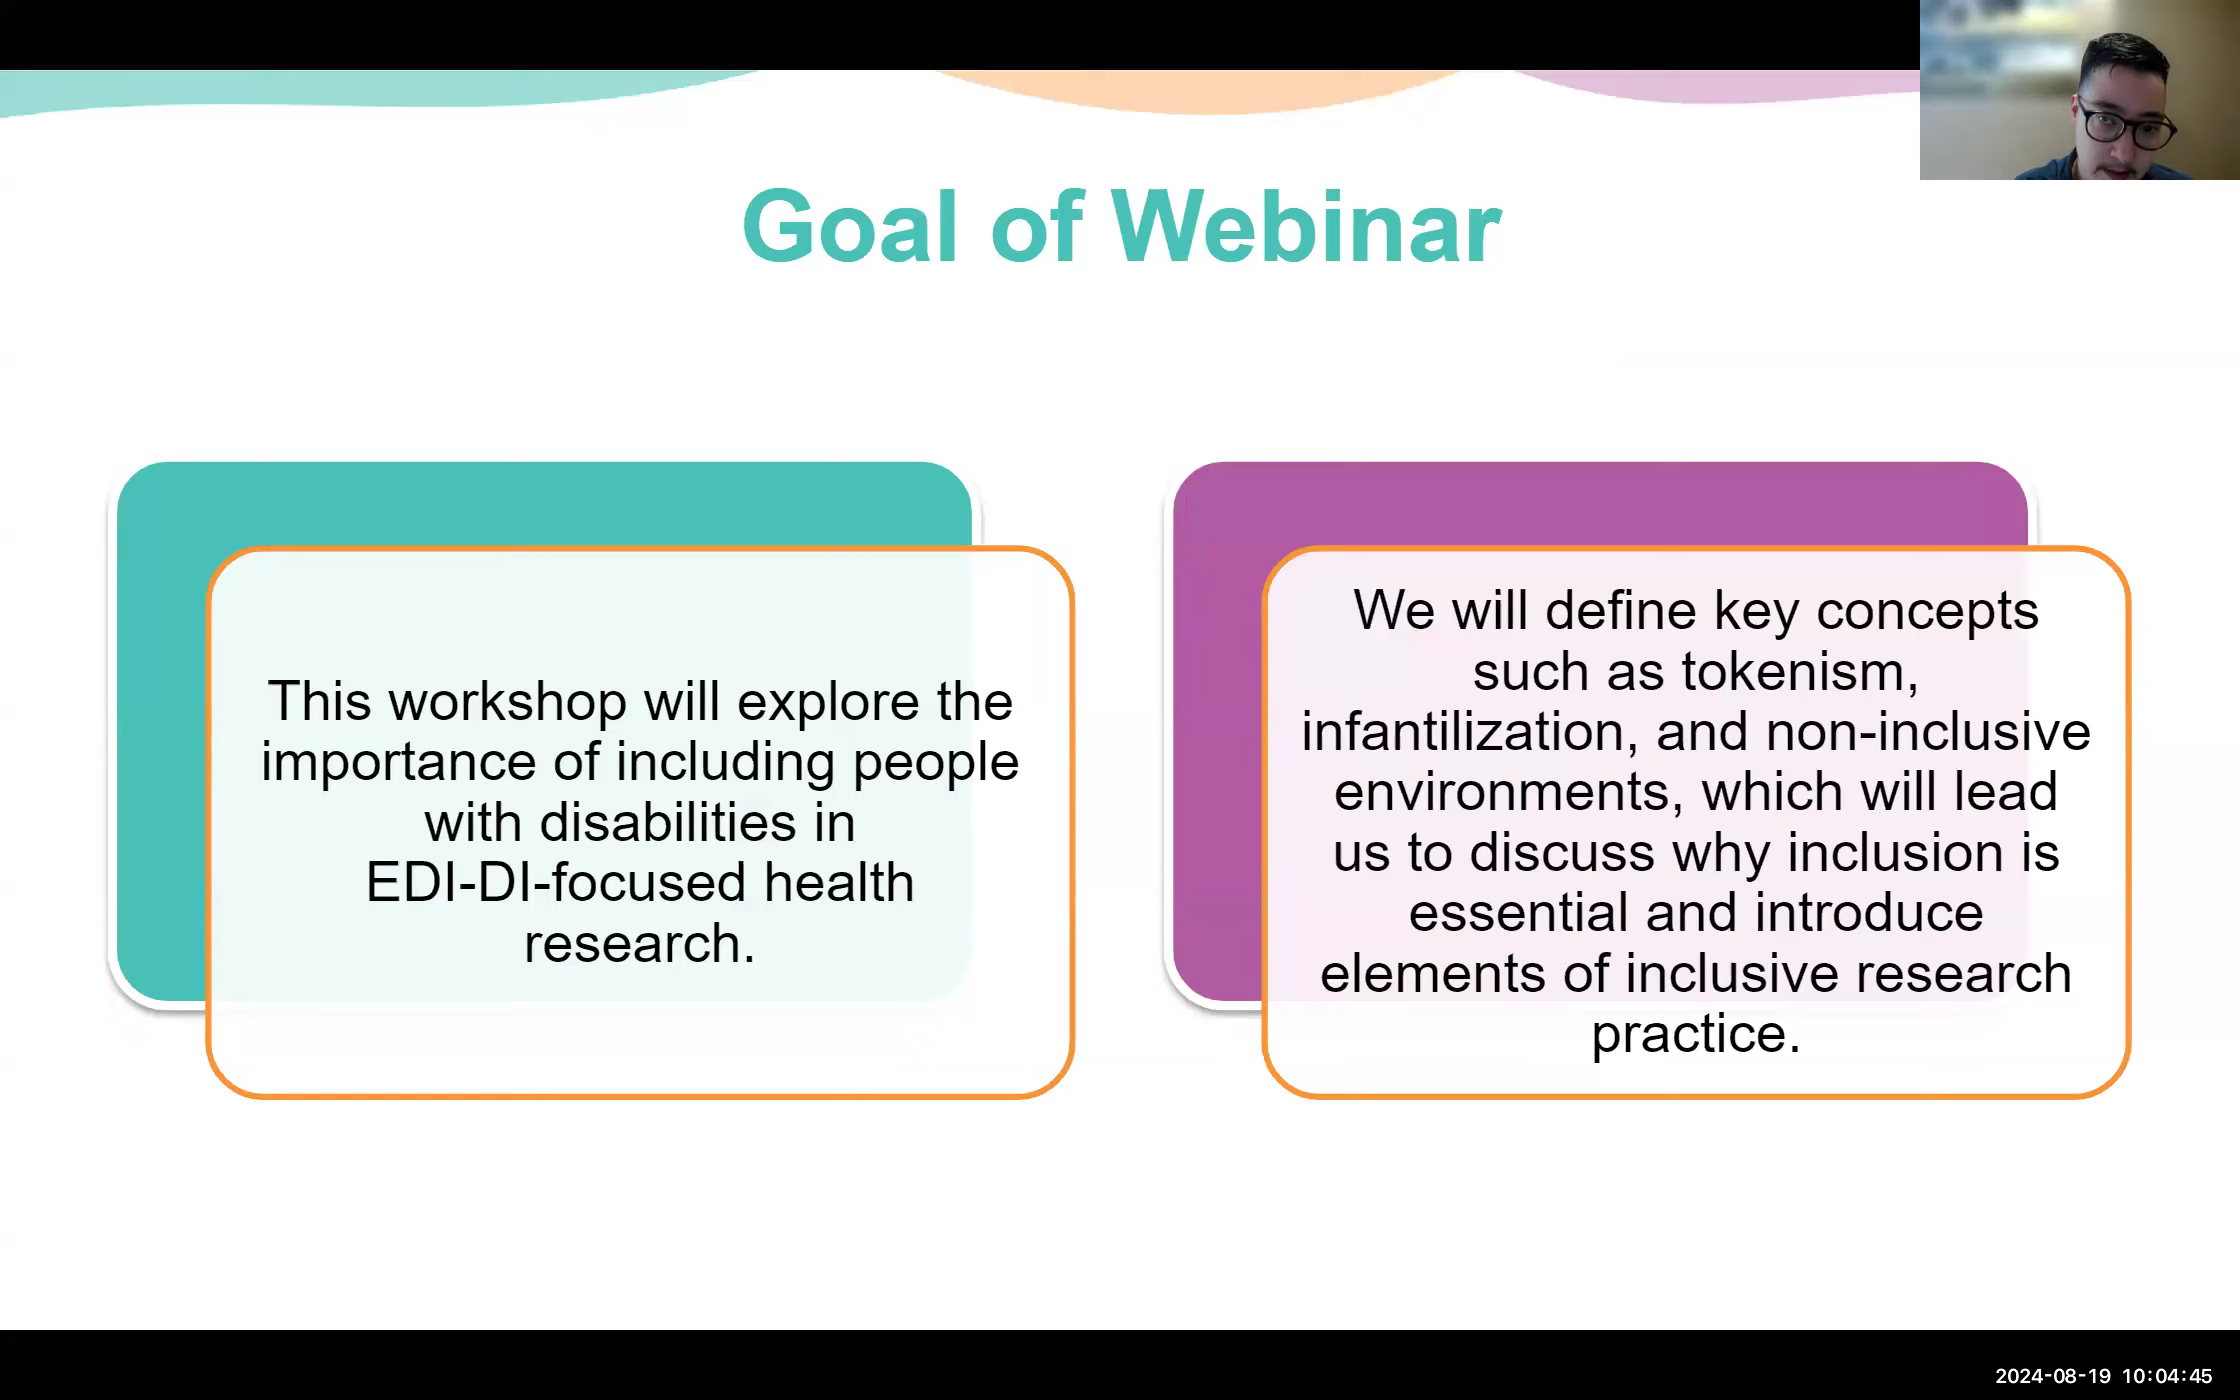 Goal of Webinar
This workshop will explore the
importance of including people
with disabilities in
EDI-DI-focused health
research.
We will define key concepts
such as tokenism,
infantilization, and non-inclusive
environments, which will lead
us to discuss why inclusion is
essential and introduce
elements of inclusive research
practice.
2024-08-19 10:04:45